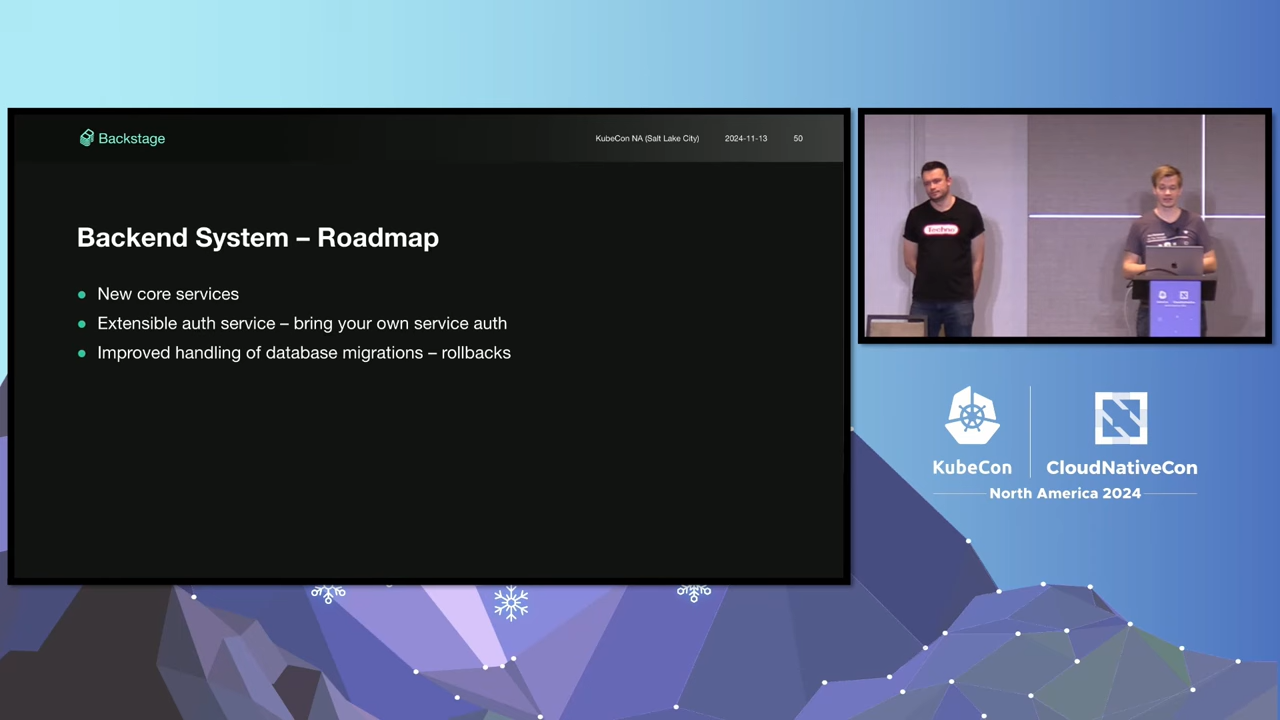 Backstage
KubeCon NA (Salt Lake City)
2024-11-13
50
Backend System – Roadmap
New core services
Extensible auth service – bring your own service auth
Improved handling of database migrations – rollbacks
Techno
KubeCon
CloudNativeCon
North America 2024